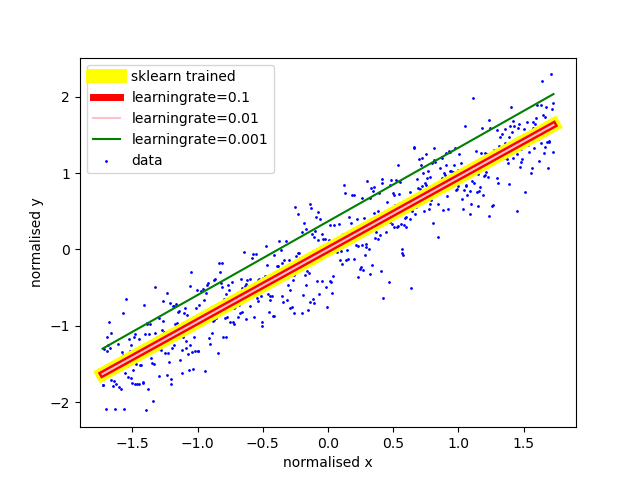 sklearn trained
learningrate=0.1
learningrate=0.01
learningrate=0.001
data
2
1
0
−1
−2
normalised y
−1.5
−1.0
−0.5
0.0
0.5
1.0
1.5
normalised x